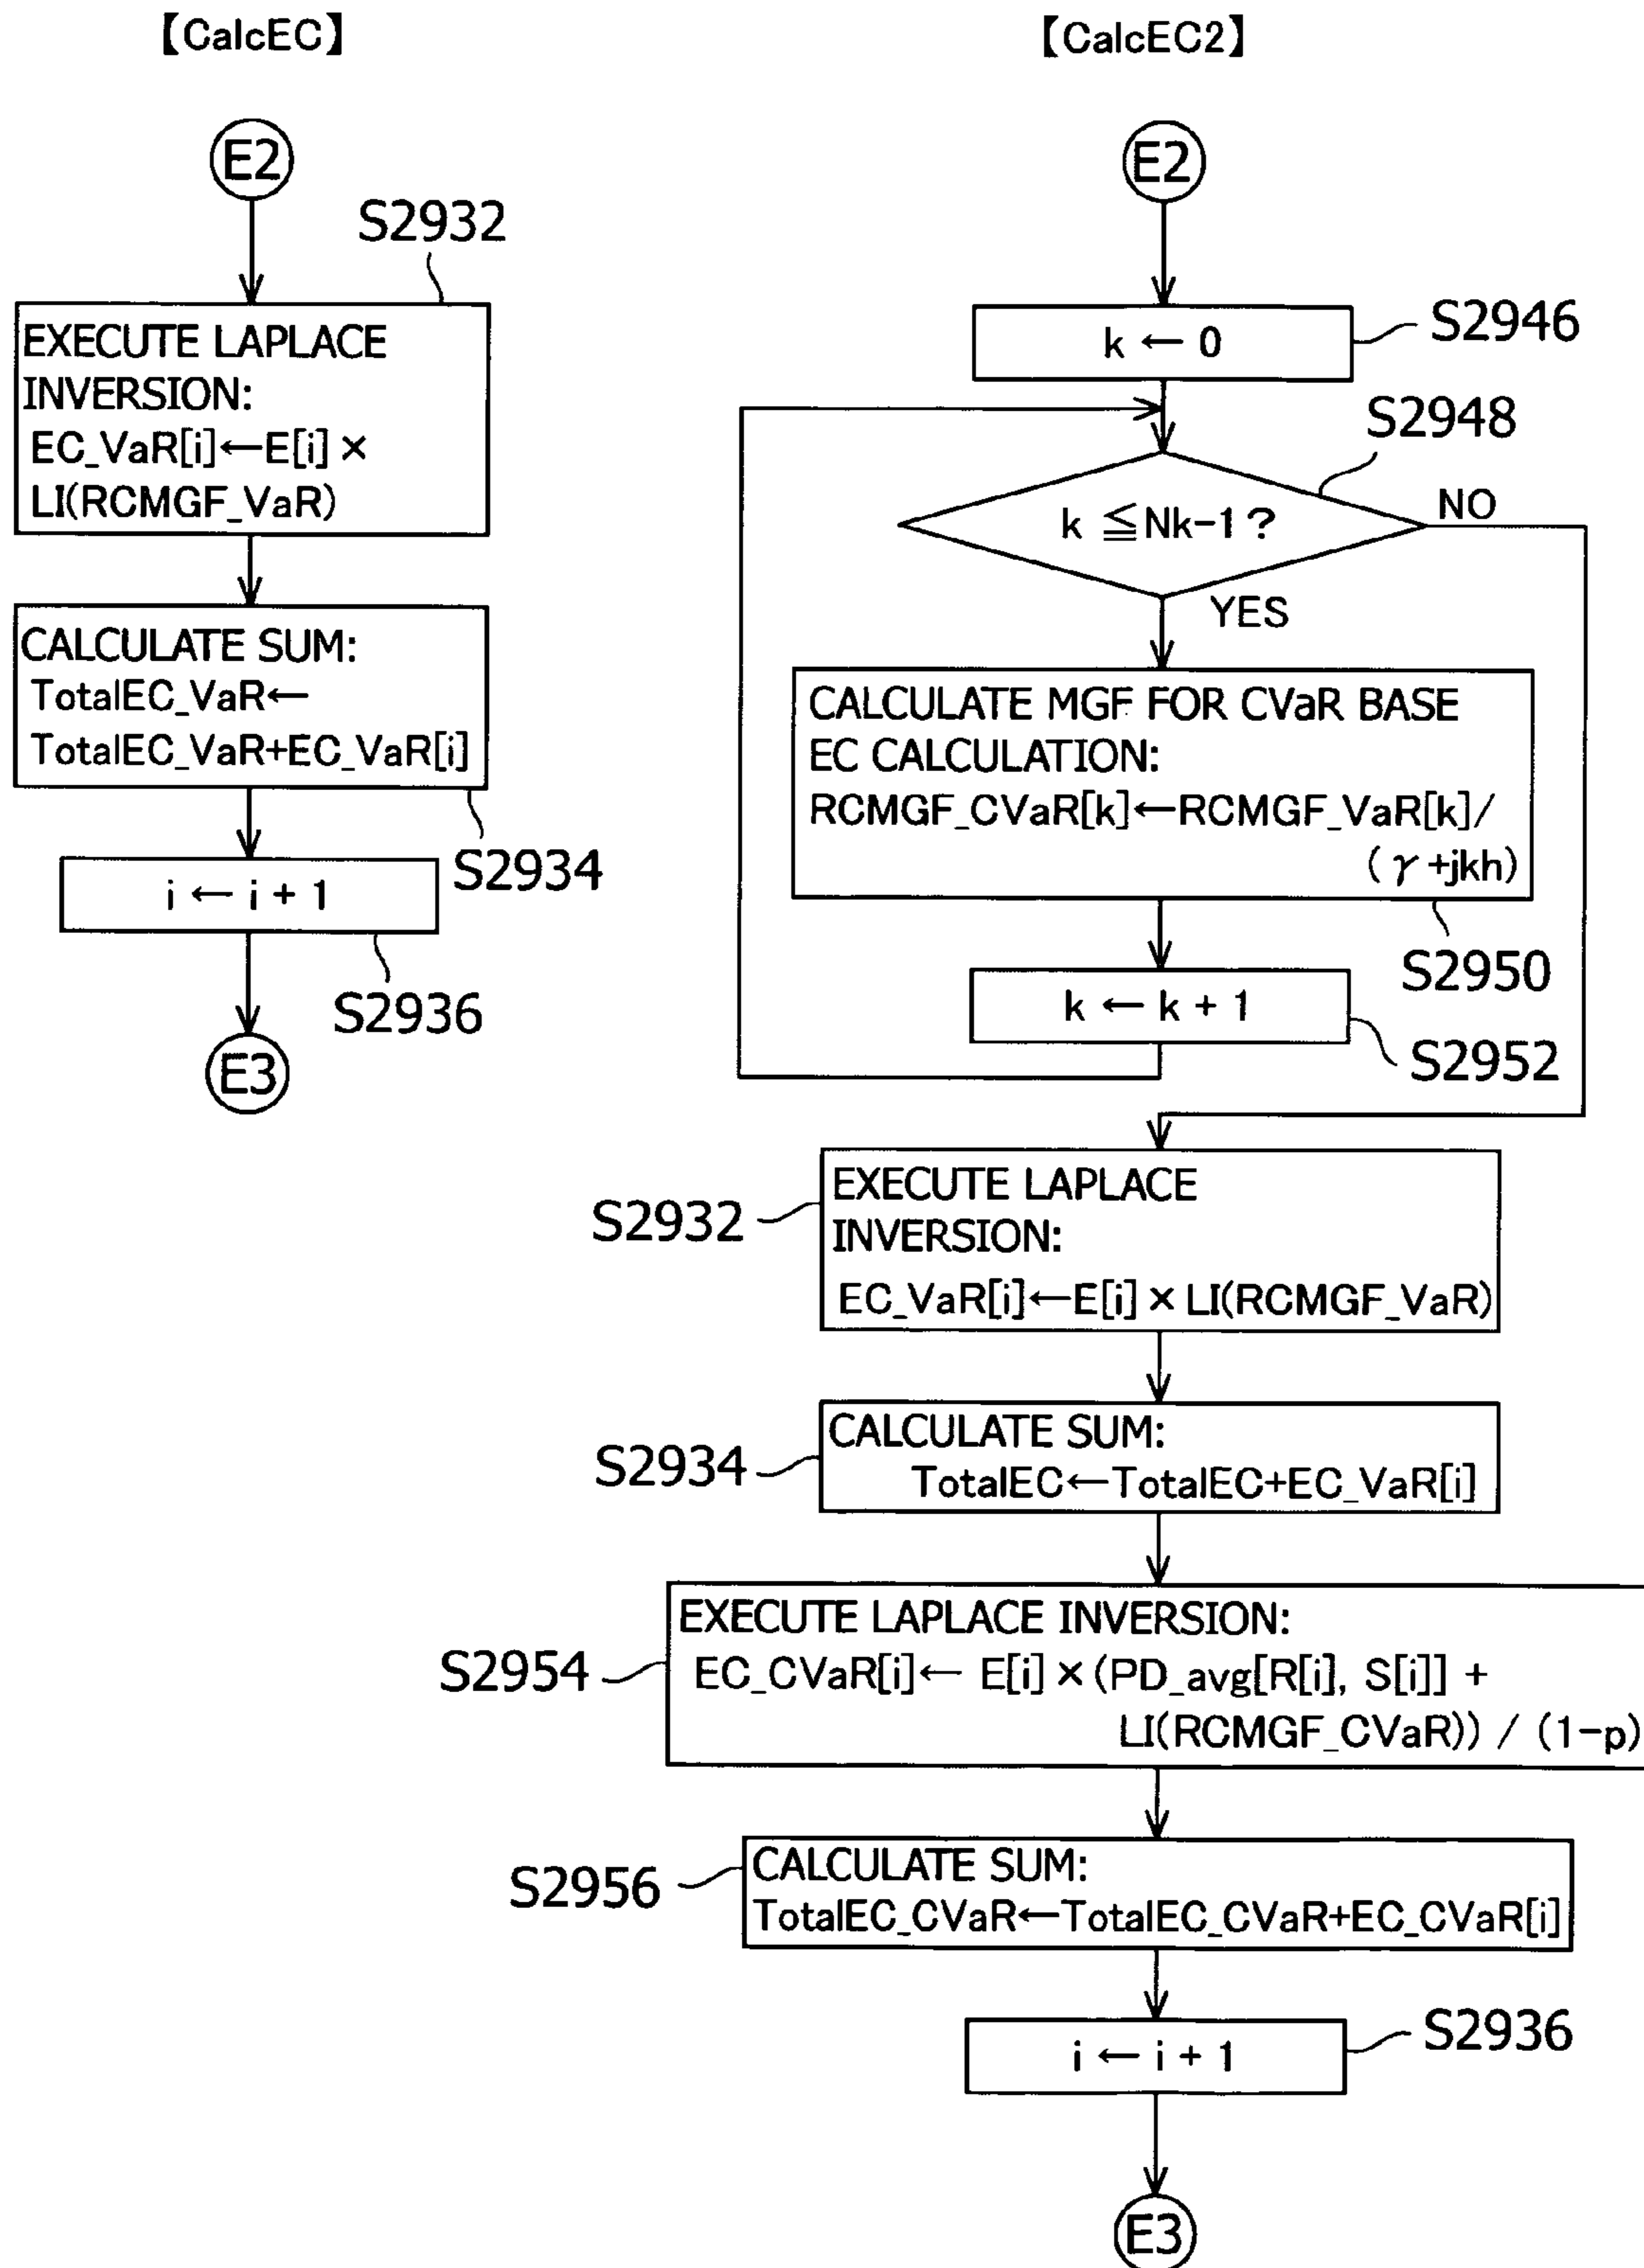 【CalcEC】
E2
S2932
EXECUTE LAPLACE
INVERSION:
EC_VaR[i]←E[i]×
LI(RCMGF_VaR)
CALCULATE SUM:
TotalEC_VaR←
TotalEC_VaR+EC_VaR[i]
S2934
i ← i + 1
S2936
E3
【CalcEC2】
E2
k ← 0
S2946
S2948
k ≦Nk-1?
NO
YES
CALCULATE MGF FOR CVaR BASE
EC CALCULATION:
RCMGF_CVaR[k]←RCMGF_VaR[k]/
(γ+jkh)
S2950
k ← k + 1
S2952
S2932
EXECUTE LAPLACE
INVERSION:
EC_VaR[i]←E[i]×LI(RCMGF_VaR)
S2934
CALCULATE SUM:
TotalEC←TotalEC+EC_VaR[i]
S2954
EXECUTE LAPLACE INVERSION:
EC_CVaR[i]← E[i]×(PD_avg[R[i], S[i]] +
LI(RCMGF_CVaR)) / (1-p)
S2956
CALCULATE SUM:
TotalEC_CVaR←TotalEC_CVaR+EC_CVaR[i]
i ← i + 1
S2936
E3